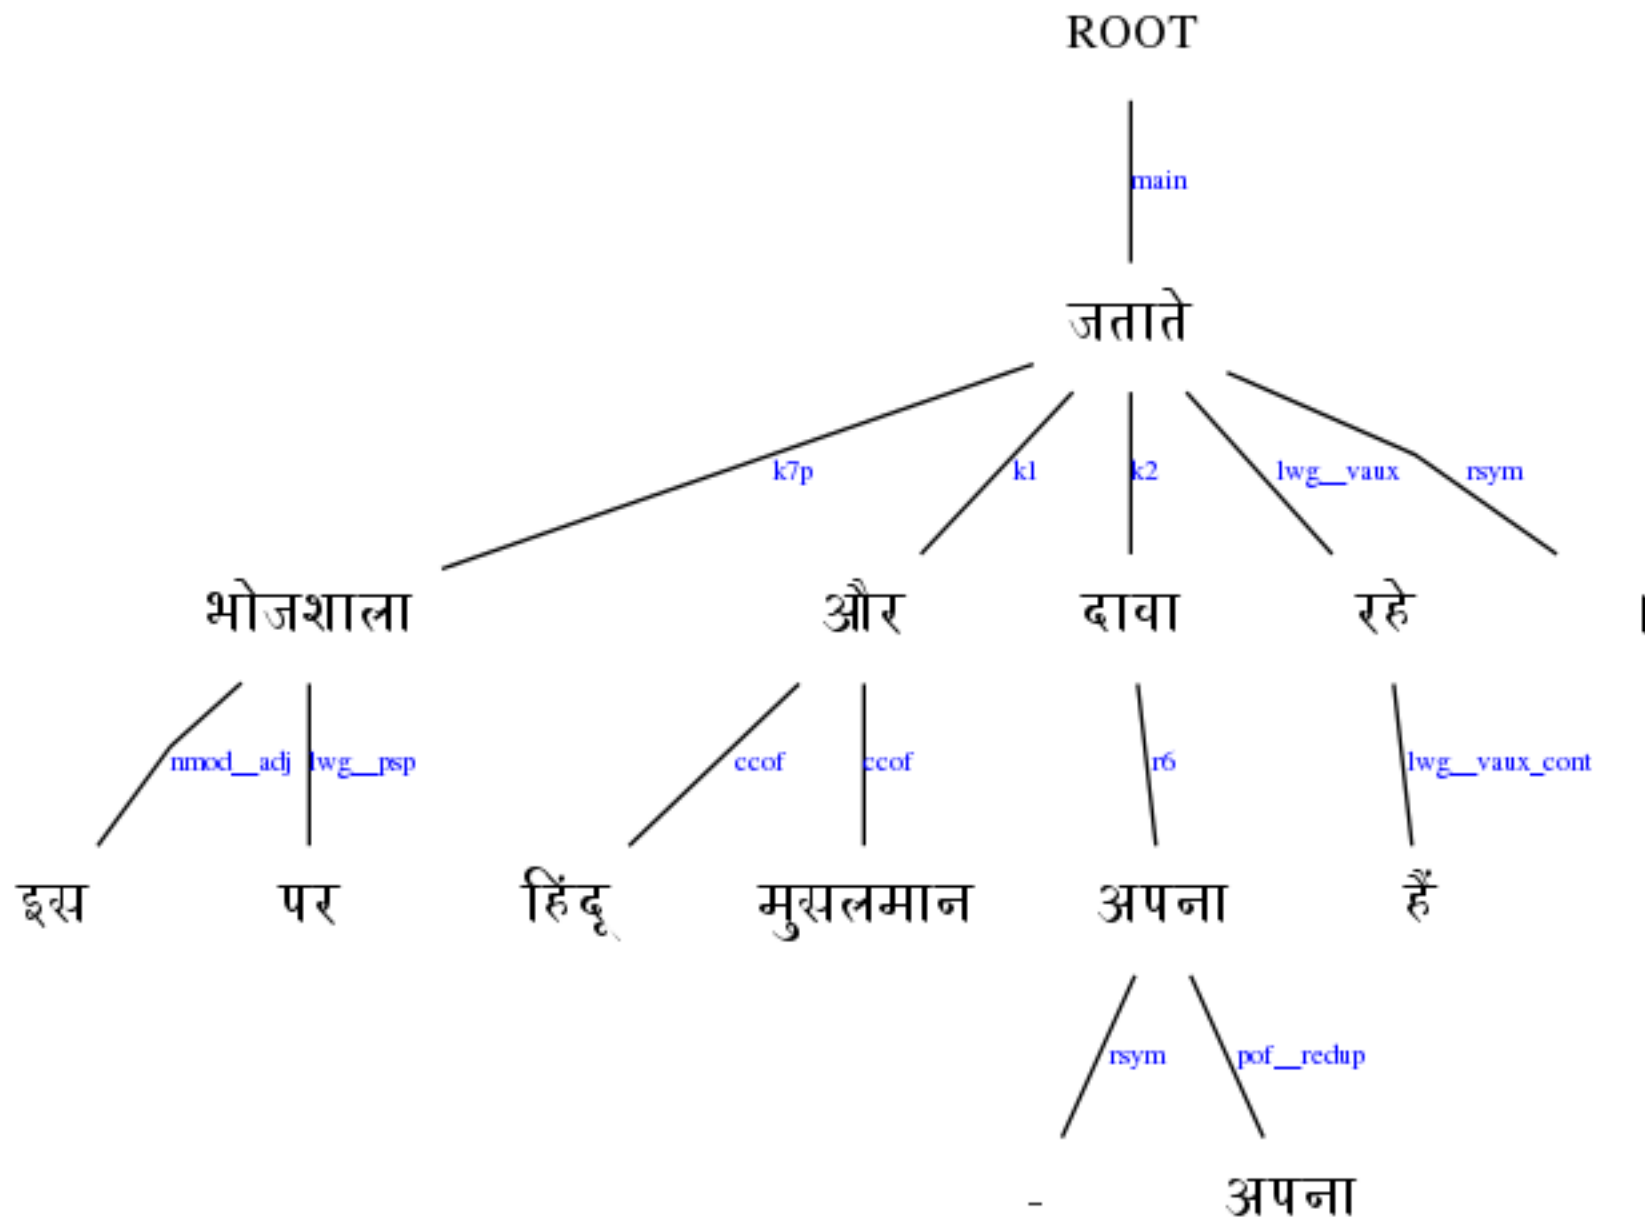 ROOT
main
जताते
k7p k1 k2 lwg__vaux rsym
भोजशाला और दावा रहे ।
nmod__adj lwg__psp ccof ccof r6 lwg__vaux_cont
इस पर हिंदू मुसलमान अपना हैं
rsym pof__redup
- अपना